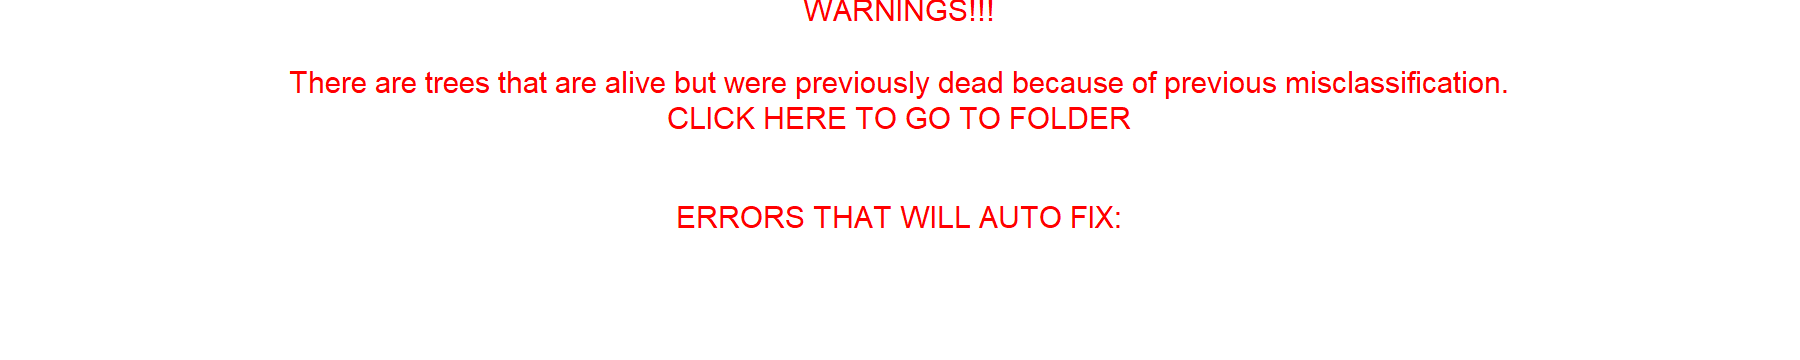 WARNINGS!!!
There are trees that are alive but were previously dead because of previous misclassification.
CLICK HERE TO GO TO FOLDER
ERRORS THAT WILL AUTO FIX: